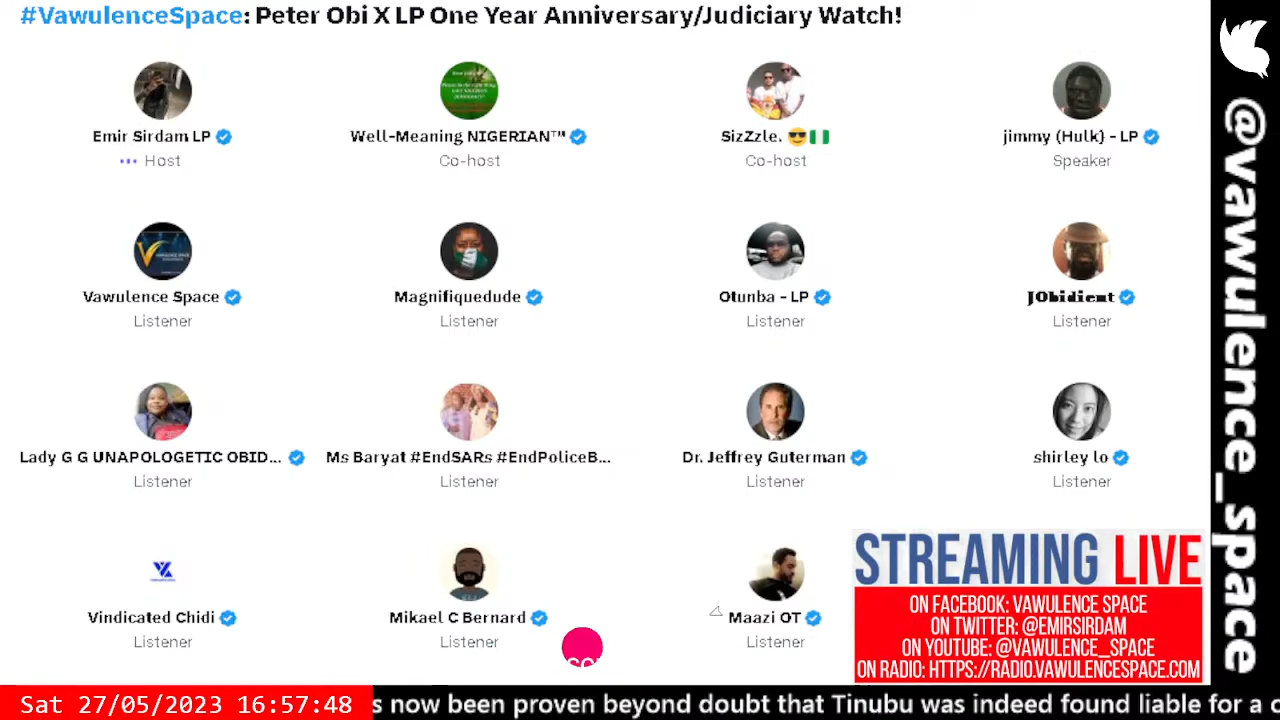 #VawulenceSpace: Peter Obi X LP One Year Anniversary/Judiciary Watch!
Emir Sirdam LP
Host
Well-Meaning NIGERIAN™
Co-host
SizZzle. 😎🇳🇬
Co-host
jimmy (Hulk) - LP
Speaker
Vawulence Space
Listener
Magnifiquedude
Listener
Otunba - LP
Listener
JObidient
Listener
Lady G G UNAPOLOGETIC OBID...
Listener
Ms Baryat #EndSARs #EndPoliceB...
Listener
Dr. Jeffrey Guterman
Listener
shirley lo
Listener
Vindicated Chidi
Listener
Mikael C Bernard
Listener
Maazi OT
Listener
STREAMING LIVE
ON FACEBOOK: VAWULENCE SPACE
ON TWITTER: @EMIRSIRDAM
ON YOUTUBE: @VAWULENCE_SPACE
ON RADIO: HTTPS://RADIO.VAWULENCESPACE.COM
@vawulence_space
Sat 27/05/2023 16:57:48
s now been proven beyond doubt that Tinubu was indeed found liable for a